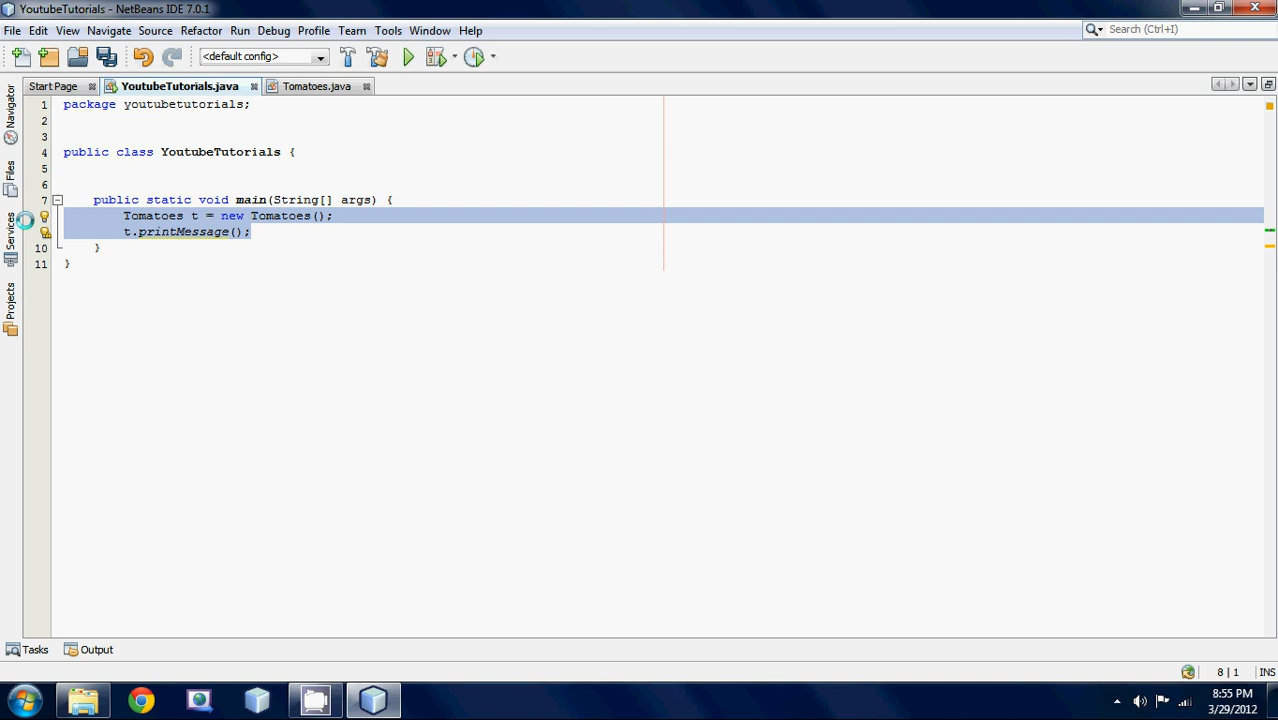 YoutubeTutorials - NetBeans IDE 7.0.1
File Edit View Navigate Source Refactor Run Debug Profile Team Tools Window Help
Search (Ctrl+I)
<default config>
Start Page YoutubeTutorials.java Tomatoes.java
Navigator
Files
Services
Projects
1 package youtubetutorials;
2
3
4 public class YoutubeTutorials {
5
6
7 public static void main(String[] args) {
Tomatoes t = new Tomatoes();
t.printMessage();
10 }
11 }
Tasks Output
8 | 1 INS
8:55 PM
3/29/2012